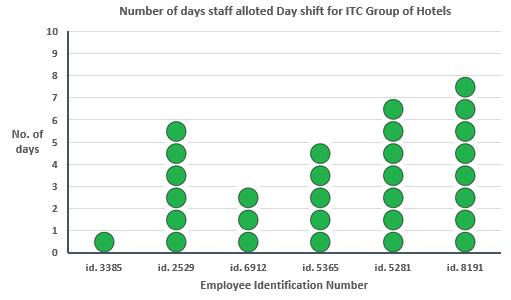 Number of days staff alloted Day shift for ITC Group of Hotels
10
9
8
7
6
5
4
3
2
1
0
No. of
days
id. 3385 id. 2529 id. 6912 id. 5365 id. 5281 id. 8191
Employee Identification Number